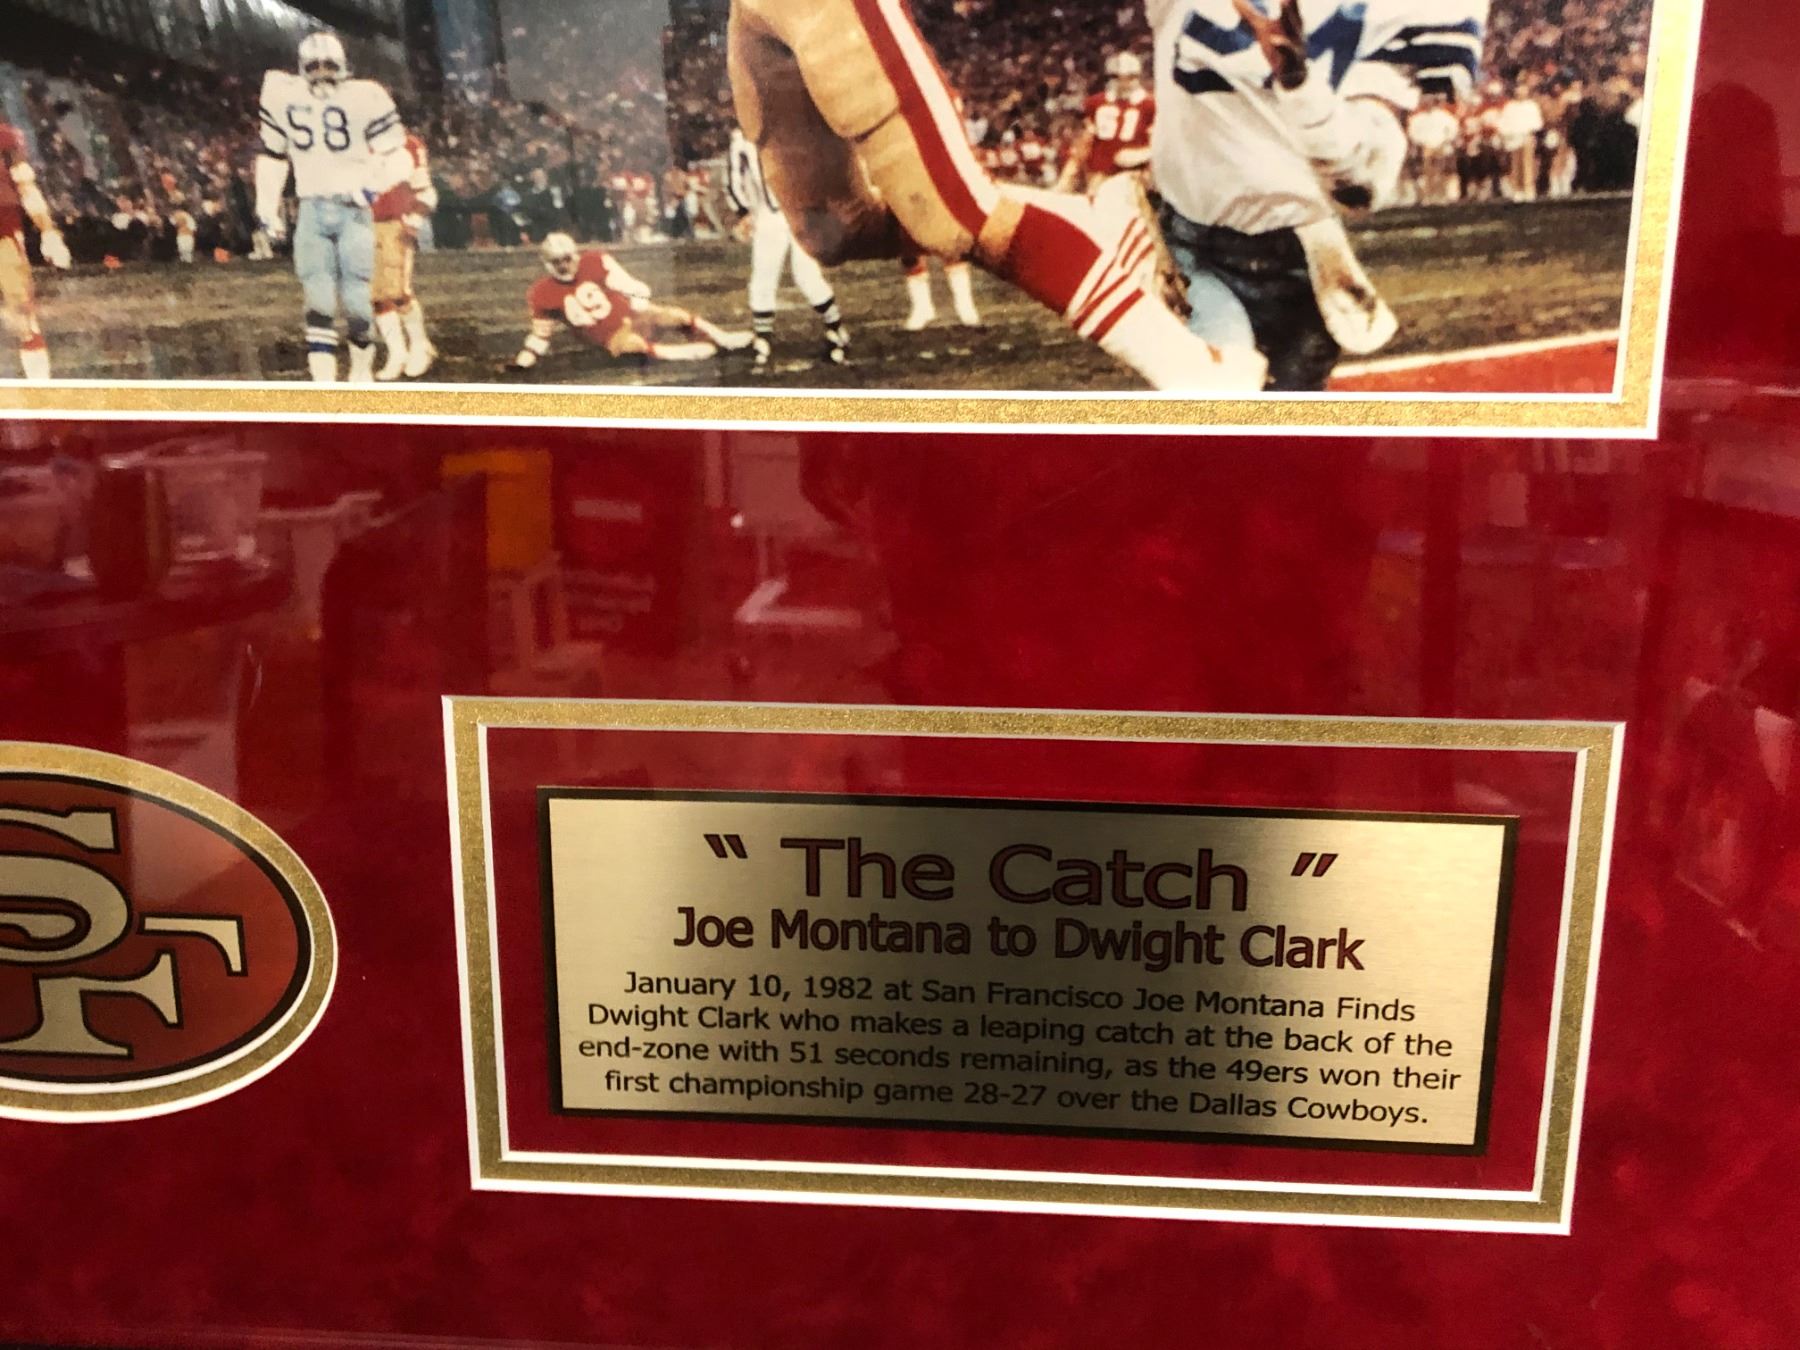 58
49
61
SF
“ The Catch ”
Joe Montana to Dwight Clark
January 10, 1982 at San Francisco Joe Montana Finds
Dwight Clark who makes a leaping catch at the back of the
end-zone with 51 seconds remaining, as the 49ers won their
first championship game 28-27 over the Dallas Cowboys.